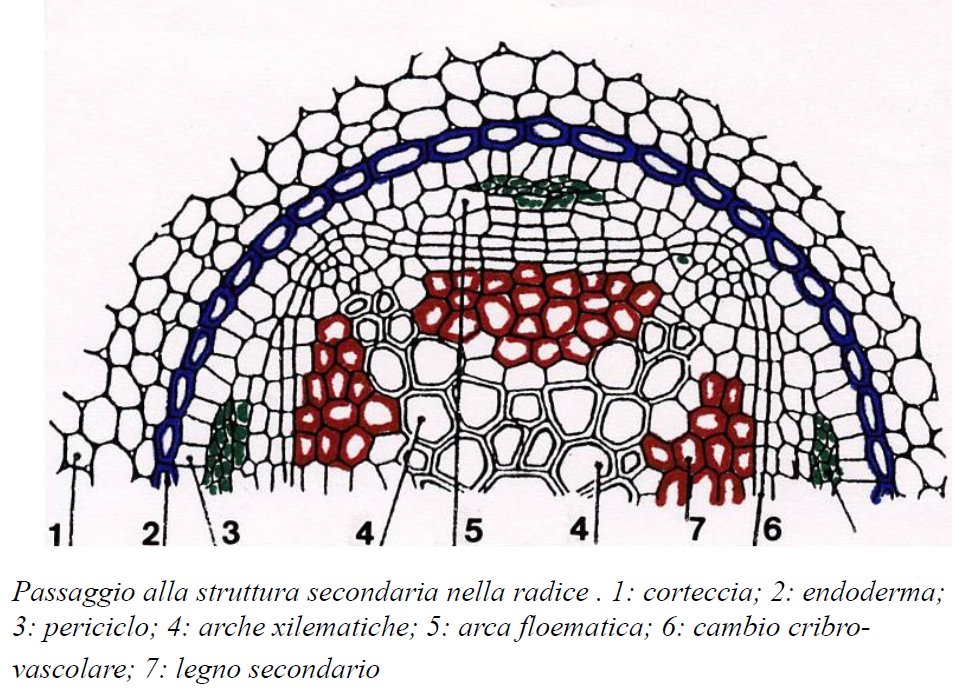 1 2 3 4 5 4 7 6
Passaggio alla struttura secondaria nella radice . 1: corteccia; 2: endoderma;
3: periciclo; 4: arche xilematiche; 5: arca floematica; 6: cambio cribro-
vascolare; 7: legno secondario